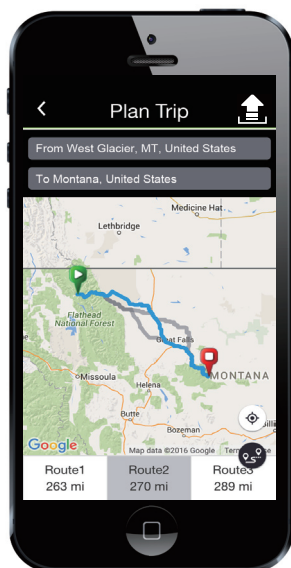 Plan Trip
From West Glacier, MT, United States
To Montana, United States
Medicine Hat
Lethbridge
Flathead
National Forest
Great Falls
MONTANA
Missoula
Helena
Butte
Bozeman
Google
Map data ©2016 Google
Route1
Route2
Route3
263 mi
270 mi
289 mi